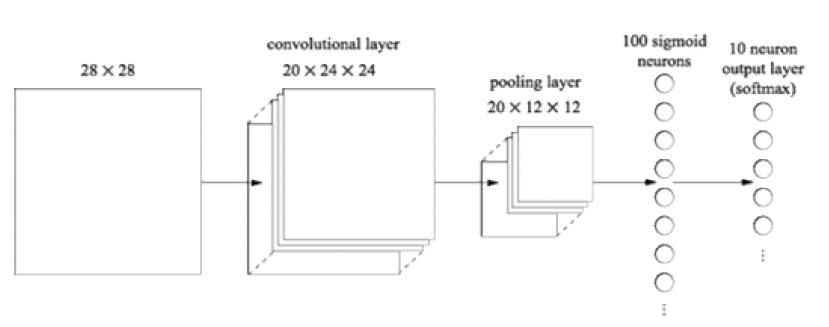 28 × 28
convolutional layer
20 × 24 × 24
pooling layer
20 × 12 × 12
100 sigmoid
neurons
10 neuron
output layer
(softmax)